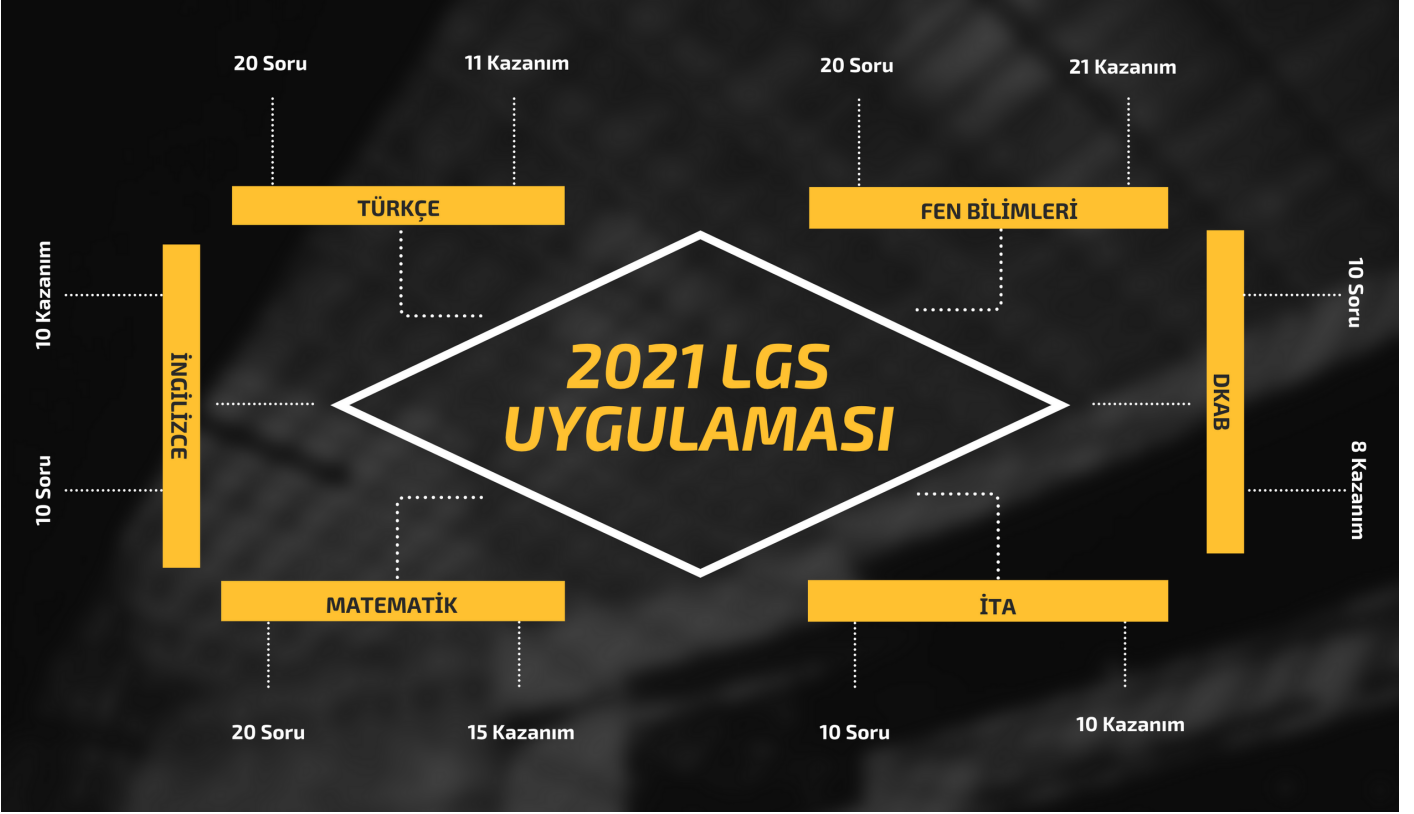 20 Soru
11 Kazanım
TÜRKÇE
20 Soru
21 Kazanım
FEN BİLİMLERİ
10 Kazanım
10 Soru
İNGİLİZCE
2021 LGS
UYGULAMASI
DKAB
10 Soru
8 Kazanım
MATEMATİK
20 Soru
15 Kazanım
İTA
10 Soru
10 Kazanım